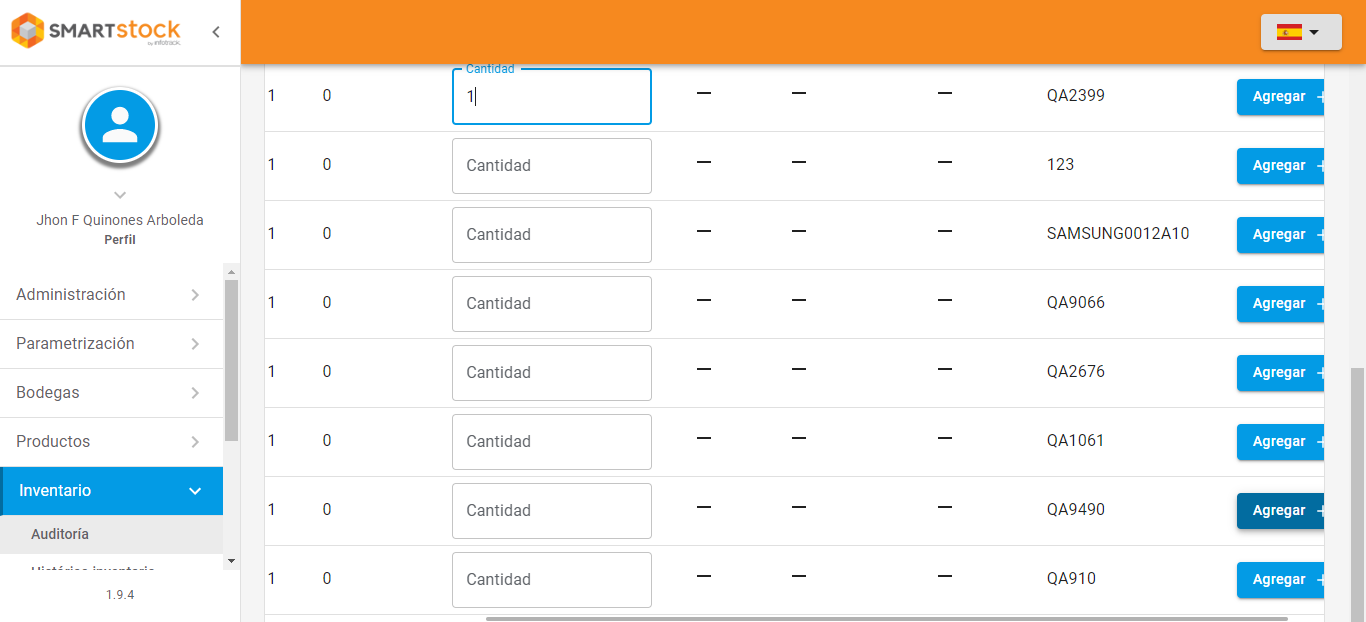 SMARTstock
by infotrack.
Jhon F Quinones Arboleda
Perfil
Administración
Parametrización
Bodegas
Productos
Inventario
Auditoría
Histórico inventario
1.9.4
Cantidad
1 0 1 — — — QA2399 Agregar +
1 0 Cantidad — — — 123 Agregar +
1 0 Cantidad — — — SAMSUNG0012A10 Agregar +
1 0 Cantidad — — — QA9066 Agregar +
1 0 Cantidad — — — QA2676 Agregar +
1 0 Cantidad — — — QA1061 Agregar +
1 0 Cantidad — — — QA9490 Agregar +
1 0 Cantidad — — — QA910 Agregar +